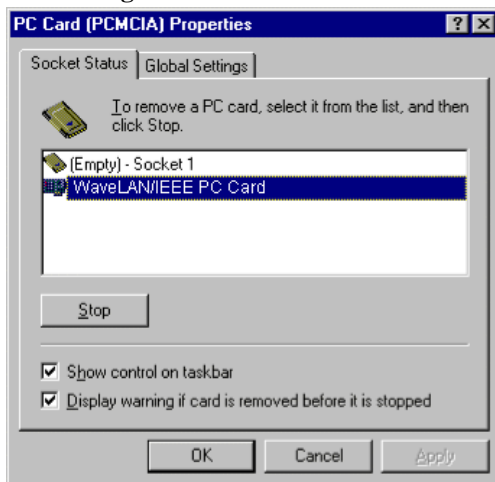 PC Card (PCMCIA) Properties
Socket Status
Global Settings
To remove a PC card, select it from the list, and then
click Stop.
(Empty) - Socket 1
WaveLAN/IEEE PC Card
Stop
Show control on taskbar
Display warning if card is removed before it is stopped
OK
Cancel
Apply